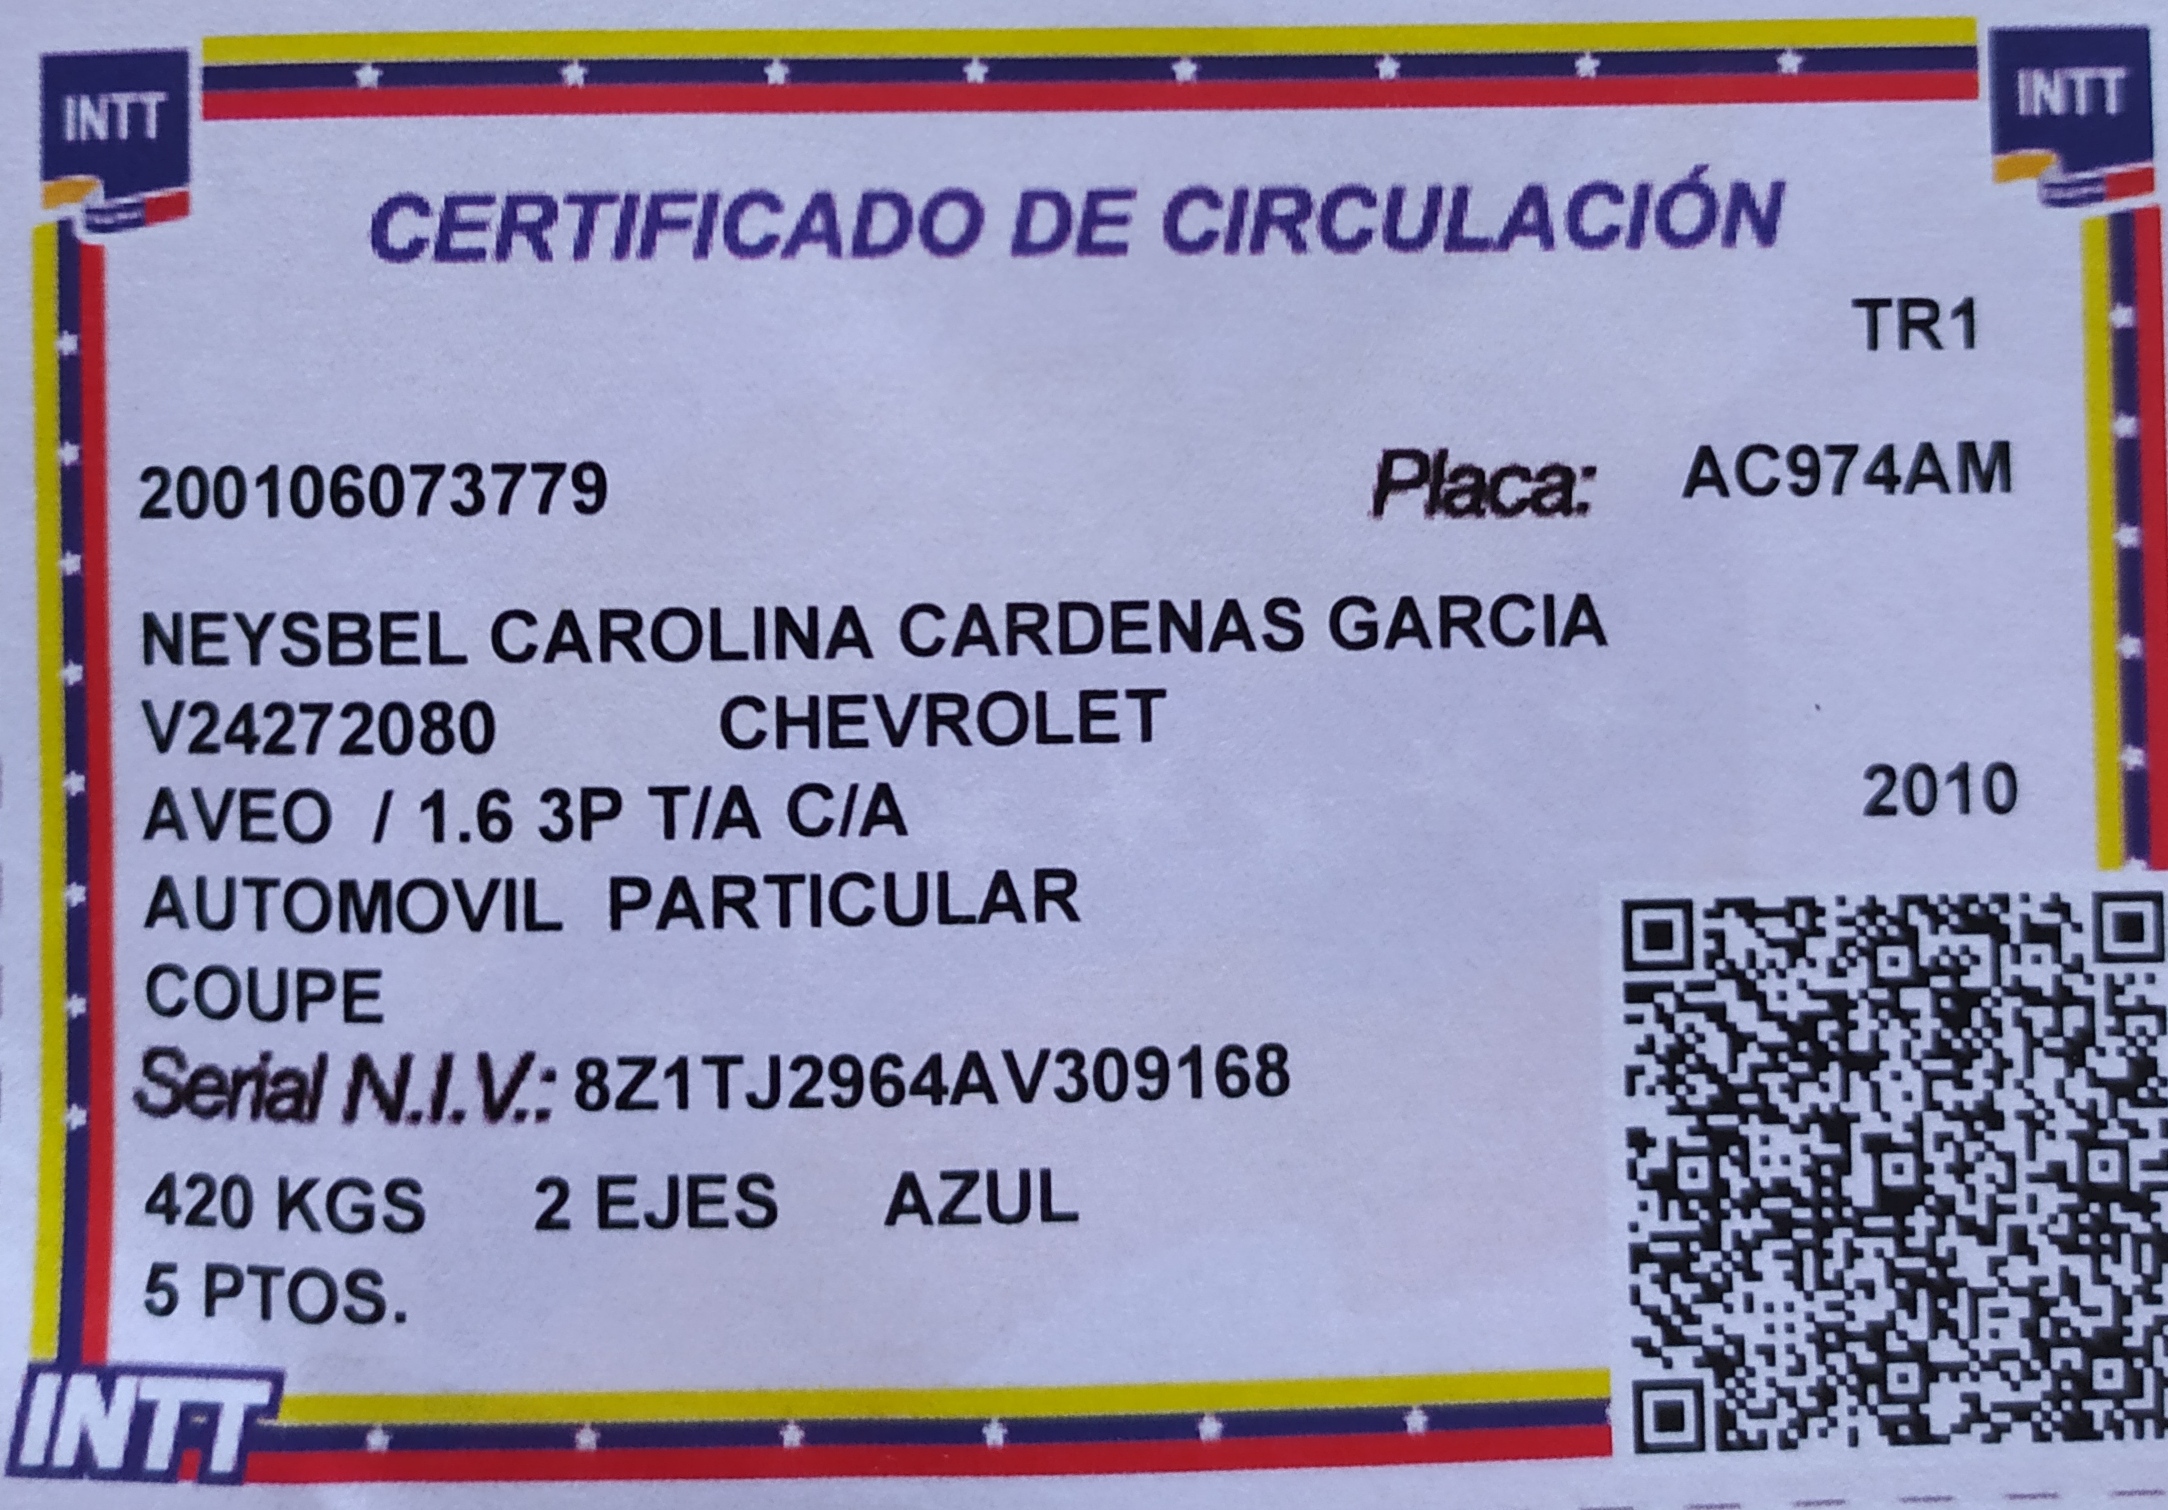 INTT
INTT
CERTIFICADO DE CIRCULACIÓN
TR1
200106073779 Placa: AC974AM
NEYSBEL CAROLINA CARDENAS GARCIA
V24272080 CHEVROLET
AVEO / 1.6 3P T/A C/A 2010
AUTOMOVIL PARTICULAR
COUPE
Serial N.I.V.: 8Z1TJ2964AV309168
420 KGS 2 EJES AZUL
5 PTOS.
INTT